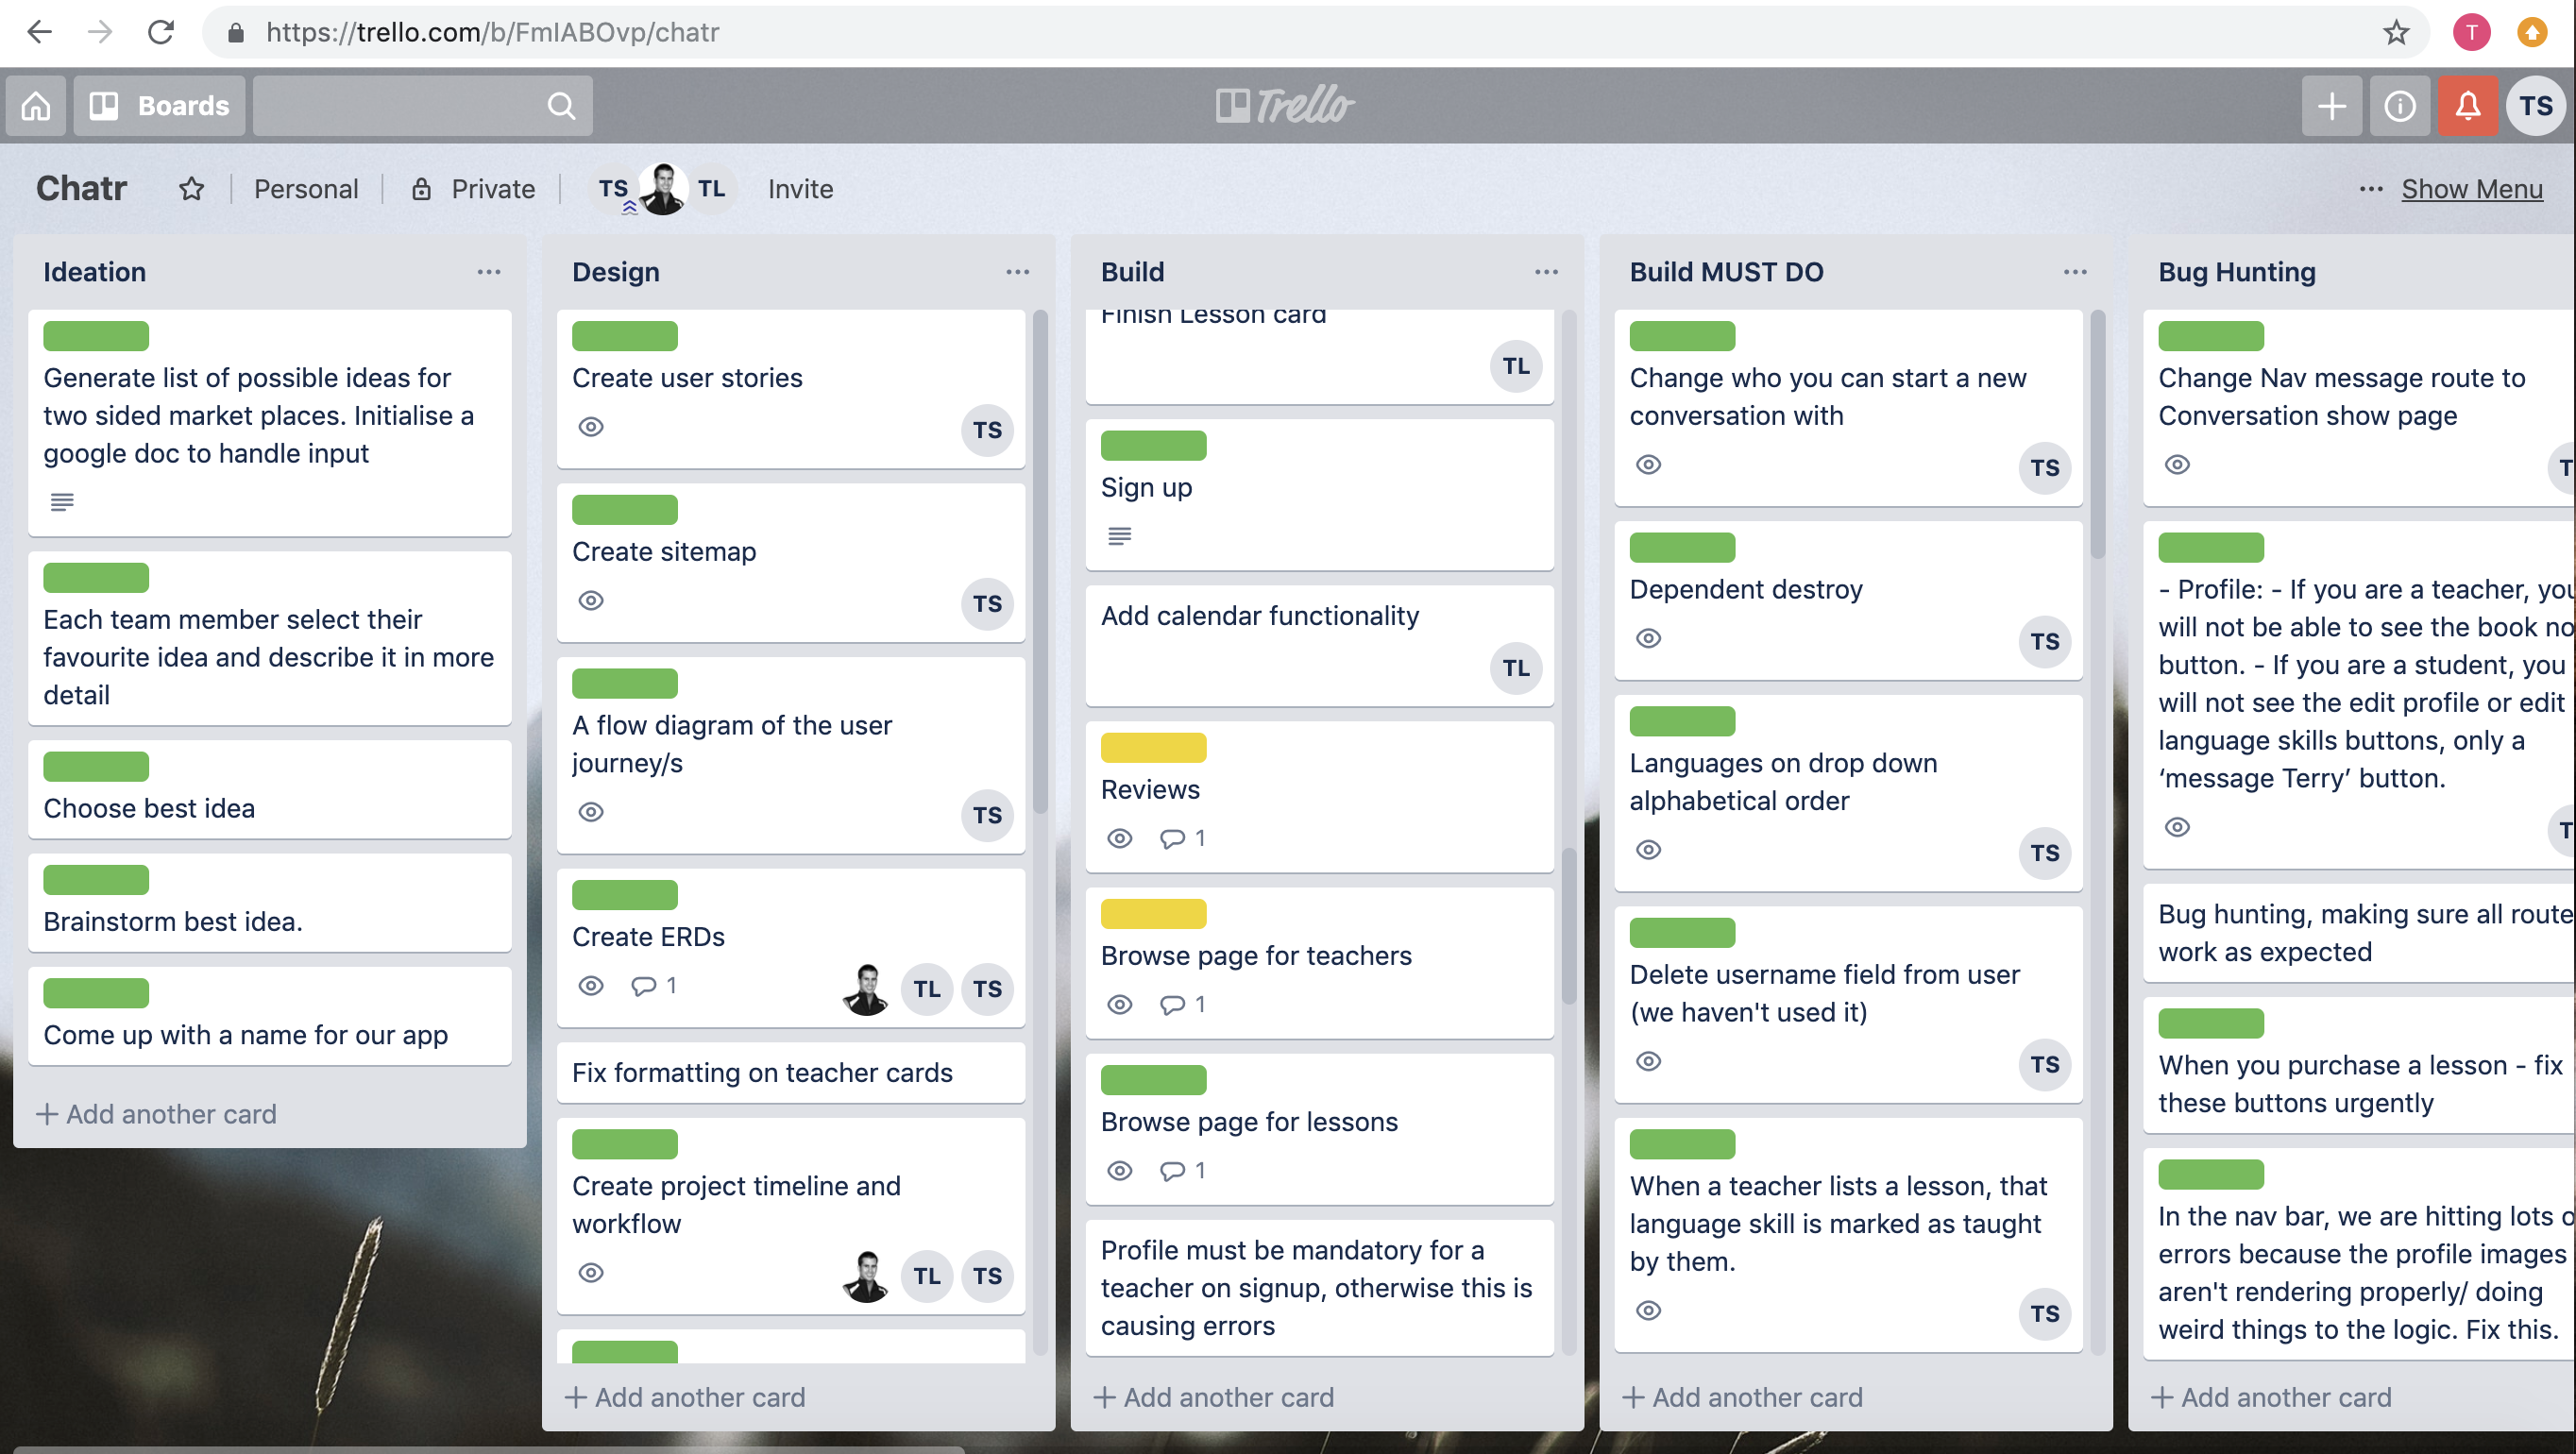 https://trello.com/b/FmIABOvp/chatr
T
Boards
Trello
TS
Chatr
Personal
Private
TS
TL
Invite
... Show Menu
Ideation
Generate list of possible ideas for
two sided market places. Initialise a
google doc to handle input
Each team member select their
favourite idea and describe it in more
detail
Choose best idea
Brainstorm best idea.
Come up with a name for our app
+ Add another card
Design
Create user stories
TS
Create sitemap
TS
A flow diagram of the user
journey/s
TS
Create ERDs
1
TL
TS
Fix formatting on teacher cards
Create project timeline and
workflow
TL
TS
+ Add another card
Build
Finish Lesson card
TL
Sign up
Add calendar functionality
TL
Reviews
1
Browse page for teachers
1
Browse page for lessons
1
Profile must be mandatory for a
teacher on signup, otherwise this is
causing errors
+ Add another card
Build MUST DO
Change who you can start a new
conversation with
TS
Dependent destroy
TS
Languages on drop down
alphabetical order
TS
Delete username field from user
(we haven't used it)
TS
When a teacher lists a lesson, that
language skill is marked as taught
by them.
TS
+ Add another card
Bug Hunting
Change Nav message route to
Conversation show page
T
- Profile: - If you are a teacher, you
will not be able to see the book no
button. - If you are a student, you
will not see the edit profile or edit
language skills buttons, only a
‘message Terry’ button.
T
Bug hunting, making sure all route
work as expected
When you purchase a lesson - fix
these buttons urgently
In the nav bar, we are hitting lots o
errors because the profile images
aren't rendering properly/ doing
weird things to the logic. Fix this.
+ Add another card